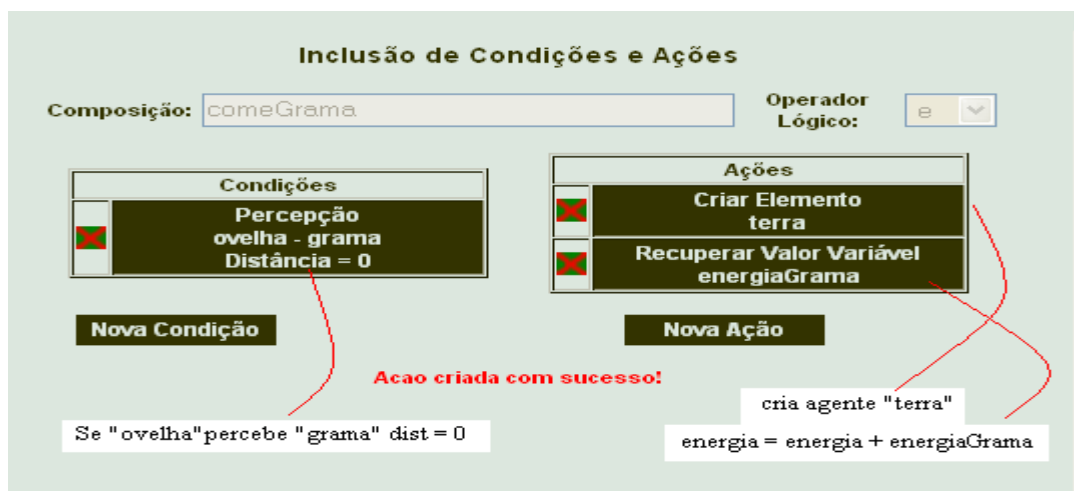 Inclusão de Condições e Ações
Composição: comeGrama
Operador
Lógico: e
Condições
Percepção
ovelha - grama
Distância = 0
Ações
Criar Elemento
terra
Recuperar Valor Variável
energiaGrama
Nova Condição
Nova Ação
Acao criada com sucesso!
Se "ovelha"percebe "grama" dist = 0
cria agente "terra"
energia = energia + energiaGrama